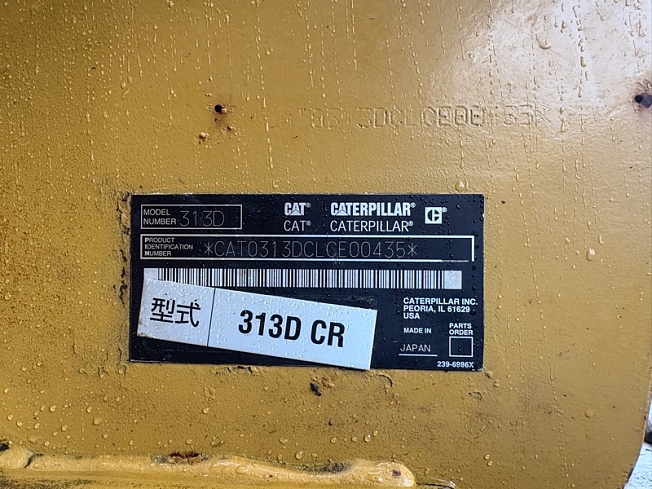 MODEL NUMBER 313D
CAT® CATERPILLAR® C
CAT® CATERPILLAR®
PRODUCT IDENTIFICATION NUMBER *CAT0313DCLCE00435*
型式 313D CR
CATERPILLAR INC.
PEORIA, IL 61629
USA
MADE IN
JAPAN
PARTS ORDER
239-6986X